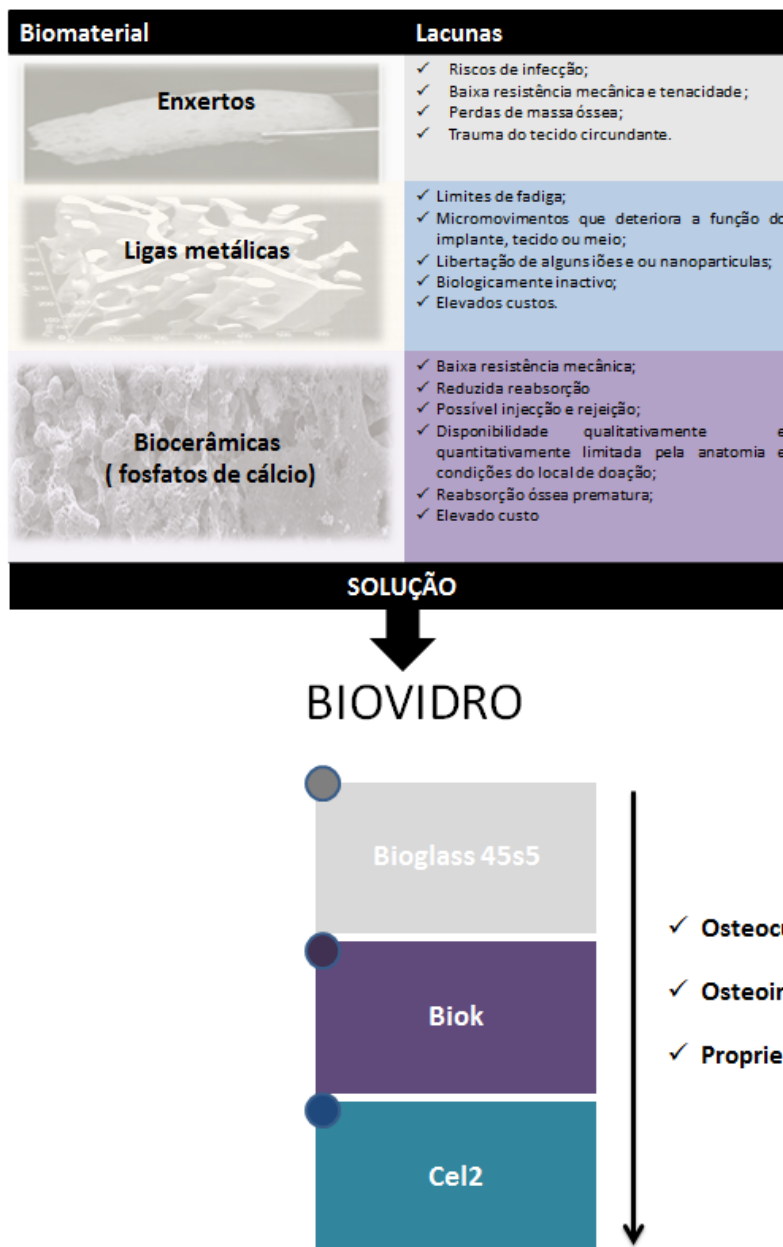 Biomaterial
Lacunas
Enxertos
✓ Riscos de infecção;
✓ Baixa resistência mecânica e tenacidade;
✓ Perdas de massa óssea;
✓ Trauma do tecido circundante.
Ligas metálicas
✓ Limites de fadiga;
✓ Micromovimentos que deteriora a função do
implante, tecido ou meio;
✓ Libertação de alguns iões e ou nanoparticulas;
✓ Biologicamente inactivo;
✓ Elevados custos.
Biocerâmicas
( fosfatos de cálcio)
✓ Baixa resistência mecânica;
✓ Reduzida reabsorção
✓ Possível injecção e rejeição;
✓ Disponibilidade qualitativamente e
quantitativamente limitada pela anatomia e
condições do local de doação;
✓ Reabsorção óssea prematura;
✓ Elevado custo
SOLUÇÃO
BIOVIDRO
Bioglass 45s5
Biok
Cel2
✓ Osteocu
✓ Osteoin
✓ Proprie